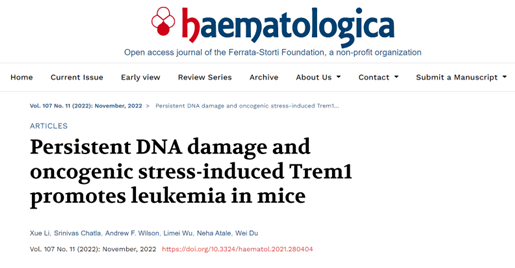 haematologica
Open access journal of the Ferrata-Storti Foundation, a non-profit organization
Home Current Issue Early view Review Series Archive About Us Contact Submit a Manuscript
Vol. 107 No. 11 (2022): November, 2022 > Persistent DNA damage and oncogenic stress-induced Trem1...
ARTICLES
Persistent DNA damage and
oncogenic stress-induced Trem1
promotes leukemia in mice
Xue Li, Srinivas Chatla, Andrew F. Wilson, Limei Wu, Neha Atale, Wei Du
Vol. 107 No. 11 (2022): November, 2022 https://doi.org/10.3324/haematol.2021.280404